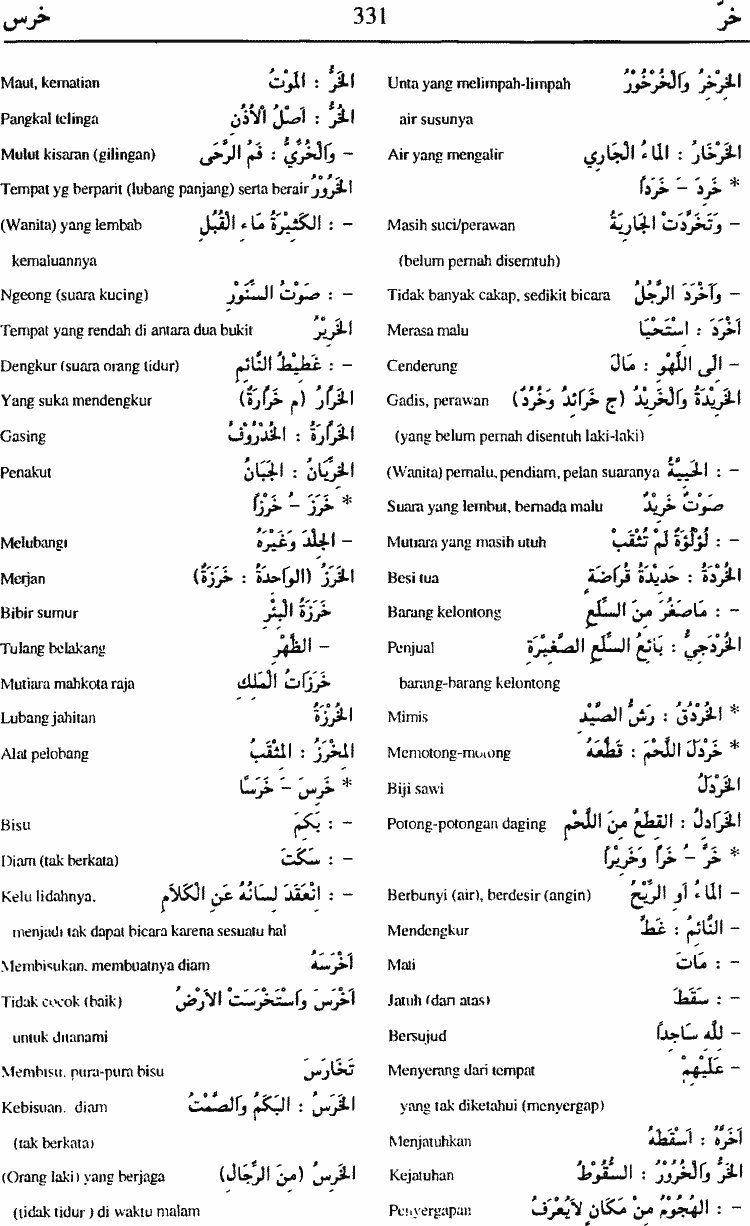 خرّ 331 خرس
الخَرْخَرُ وَالخُرْخُوْرُ Unta yang melimpah-limpah
air susunya
الخَرْخَارُ : المَاءُ الجَارِي Air yang mengalir
* خَرِدَ - خَرَداً
- وَتَخَرَّدَتْ الجَارِيَةُ Masih suci/perawan
(belum pernah disentuh)
- وَأَخْرَدَ الرَّجُلُ Tidak banyak cakap, sedikit bicara
أَخْرَدَ : اسْتَحْيَا Merasa malu
- الَى اللَّهْوِ : مَالَ Cenderung
الخَرِيْدَةُ وَالخَرِيْدُ (ج خَرَائِدُ وَخُرُدٌ) Gadis, perawan
(yang belum pernah disentuh laki-laki)
- : الحَيِيَّةُ (Wanita) pemalu, pendiam, pelan suaranya
صَوْتٌ خَرِيْدٌ Suara yang lembut, bernada malu
- : لُؤْلُؤَةٌ لَمْ تُثْقَبْ Mutiara yang masih utuh
الخُرْدَةُ : حَدِيْدَةٌ قُرَاضَةٌ Besi tua
- : مَاصَغُرَ مِنَ السِّلَعِ Barang kelontong
الخُرْدَجِيُّ : بَائِعُ السِّلَعِ الصَّغِيْرَةِ Penjual
barang-barang kelontong
* الخُرْدُقُ : رَشُّ الصَّيْدِ Mimis
* خَرْدَلَ اللَّحْمَ : قَطَّعَهُ Memotong-motong
الخَرْدَلُ Biji sawi
الخَرَادِلُ : القِطَعُ مِنَ اللَّحْمِ Potong-potongan daging
* خَرَّ - خَرّاً وَخَرِيْراً
- المَاءُ أَوِ الرِّيْحُ Berbunyi (air), berdesir (angin)
- النَّائِمُ : غَطَّ Mendengkur
- : مَاتَ Mati
- : سَقَطَ Jatuh (dari atas)
- لِلّٰهِ سَاجِداً Bersujud
- عَلَيْهِمْ Menyerang dari tempat
yang tak diketahui (menyergap)
أَخَرَّهُ : أَسْقَطَهُ Menjatuhkan
الخَرُّ وَالخُرُوْرُ : السُّقُوْطُ Kejatuhan
- : الهُجُوْمُ مِنْ مَكَانٍ لَايُعْرَفُ Penyergapan
الخَرُّ : المَوْتُ Maut, kematian
الخُرُّ : أَصْلُ الْأُذُنِ Pangkal telinga
- وَالخُرِّيُّ : فَمُ الرَّحَى Mulut kisaran (gilingan)
الخَرُوْرُ Tempat yg berparit (lubang panjang) serta berair
- : الكَثِيْرَةُ مَاءِ القُبُلِ (Wanita) yang lembab
kemaluannya
- : صَوْتُ السِّنَّوْرِ Ngeong (suara kucing)
الخَرِيْرُ Tempat yang rendah di antara dua bukit
- : غَطِيْطُ النَّائِمِ Dengkur (suara orang tidur)
الخَرَّارُ (م خَرَّارَةٌ) Yang suka mendengkur
الخَرَّارَةُ : الخُذْرُوْفُ Gasing
الخَرَّيَانُ : الجَبَانُ Penakut
* خَرَزَ - خَرْزاً
- الجِلْدَ وَغَيْرَهُ Melubangi
الخَرَزُ (الوَاحِدَةُ : خَرَزَةٌ) Merjan
خَرَزَةُ البِئْرِ Bibir sumur
- الظَّهْرِ Tulang belakang
خَرَزَاتُ الْمَلِكِ Mutiara mahkota raja
الخُرْزَةُ Lubang jahitan
المِخْرَزُ : المِثْقَبُ Alat pelobang
* خَرِسَ - خَرَسًا
- : بَكِمَ Bisu
- : سَكَتَ Diam (tak berkata)
- : انْعَقَدَ لِسَانُهُ عَنِ الْكَلَامِ Kelu lidahnya,
menjadi tak dapat bicara karena sesuatu hal
أَخْرَسَهُ Membisukan, membuatnya diam
أَخْرَسَ وَاسْتَخْرَسَتْ الأَرْضُ Tidak cocok (baik)
untuk ditanami
تَخَارَسَ Membisu, pura-pura bisu
الخَرَسُ : البَكَمُ وَالصَّمْتُ Kebisuan, diam
(tak berkata)
الخَرِسُ (مِنَ الرِّجَالِ) (Orang laki) yang berjaga
(tidak tidur) di waktu malam